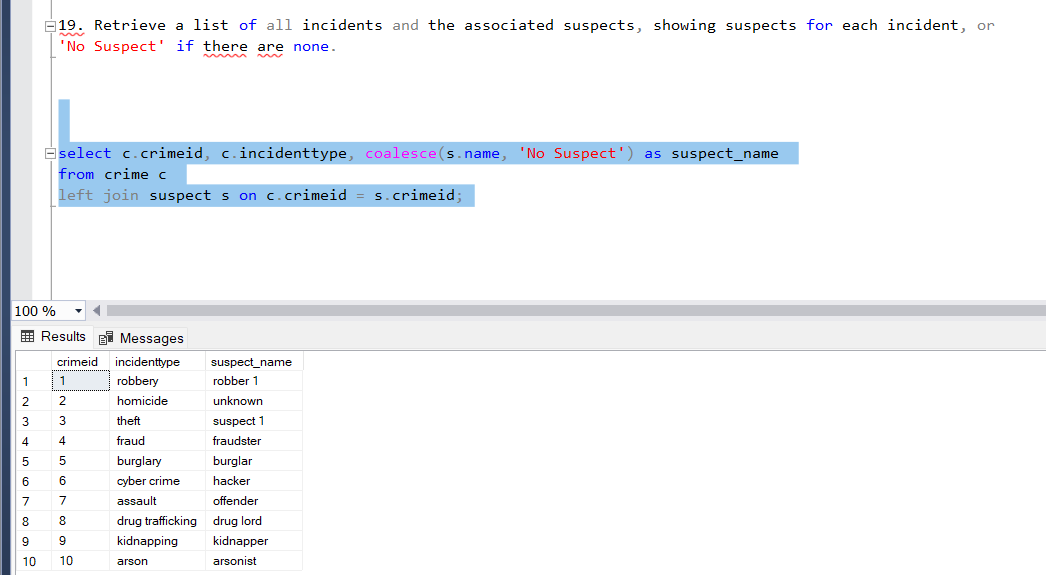 19. Retrieve a list of all incidents and the associated suspects, showing suspects for each incident, or
'No Suspect' if there are none.
select c.crimeid, c.incidenttype, coalesce(s.name, 'No Suspect') as suspect_name
from crime c
left join suspect s on c.crimeid = s.crimeid;
100 %
Results Messages
crimeid incidenttype suspect_name
1 1 robbery robber 1
2 2 homicide unknown
3 3 theft suspect 1
4 4 fraud fraudster
5 5 burglary burglar
6 6 cyber crime hacker
7 7 assault offender
8 8 drug trafficking drug lord
9 9 kidnapping kidnapper
10 10 arson arsonist